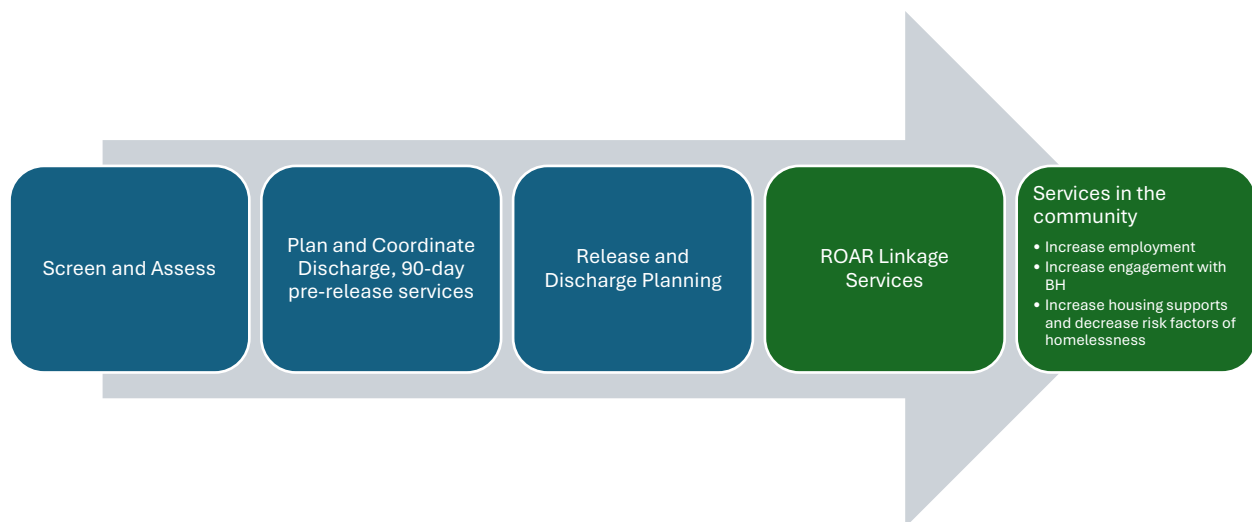 Screen and Assess
Plan and Coordinate
Discharge, 90-day
pre-release services
Release and
Discharge Planning
ROAR Linkage
Services
Services in the
community
• Increase employment
• Increase engagement with
BH
• Increase housing supports
and decrease risk factors of
homelessness